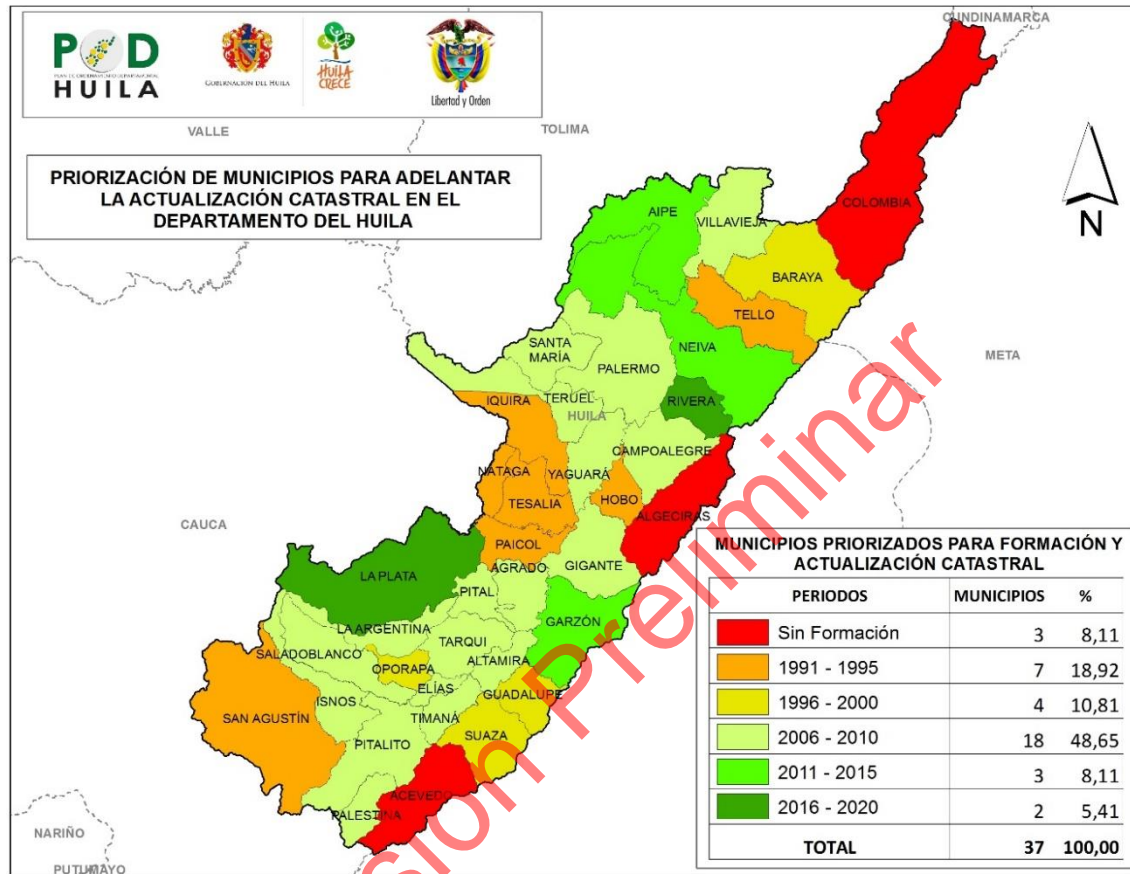 CUNDINAMARCA
POD
HUILA
GOBERNACIÓN DEL HUILA
HUILA
CRECE
Libertad y Orden
VALLE
TOLIMA
PRIORIZACIÓN DE MUNICIPIOS PARA ADELANTAR
LA ACTUALIZACIÓN CATASTRAL EN EL
DEPARTAMENTO DEL HUILA
N
COLOMBIA
AIPE
VILLAVIEJA
BARAYA
TELLO
NEIVA
META
SANTA
MARÍA
PALERMO
RIVERA
IQUIRA
TERUEL
HUILA
CAMPOALEGRE
NÁTAGA
YAGUARÁ
TESALIA
HOBO
ALGECIRAS
CAUCA
PAICOL
AGRADO
GIGANTE
LA PLATA
PITAL
GARZÓN
LA ARGENTINA
TARQUI
SALADOBLANCO
OPORAPA
ALTAMIRA
ELÍAS
GUADALUPE
ISNOS
TIMANÁ
SAN AGUSTÍN
SUAZA
PITALITO
ACEVEDO
PALESTINA
NARIÑO
MUNICIPIOS PRIORIZADOS PARA FORMACIÓN Y
ACTUALIZACIÓN CATASTRAL
PERIODOS MUNICIPIOS %
Sin Formación 3 8,11
1991 - 1995 7 18,92
1996 - 2000 4 10,81
2006 - 2010 18 48,65
2011 - 2015 3 8,11
2016 - 2020 2 5,41
TOTAL 37 100,00
sion Preliminar